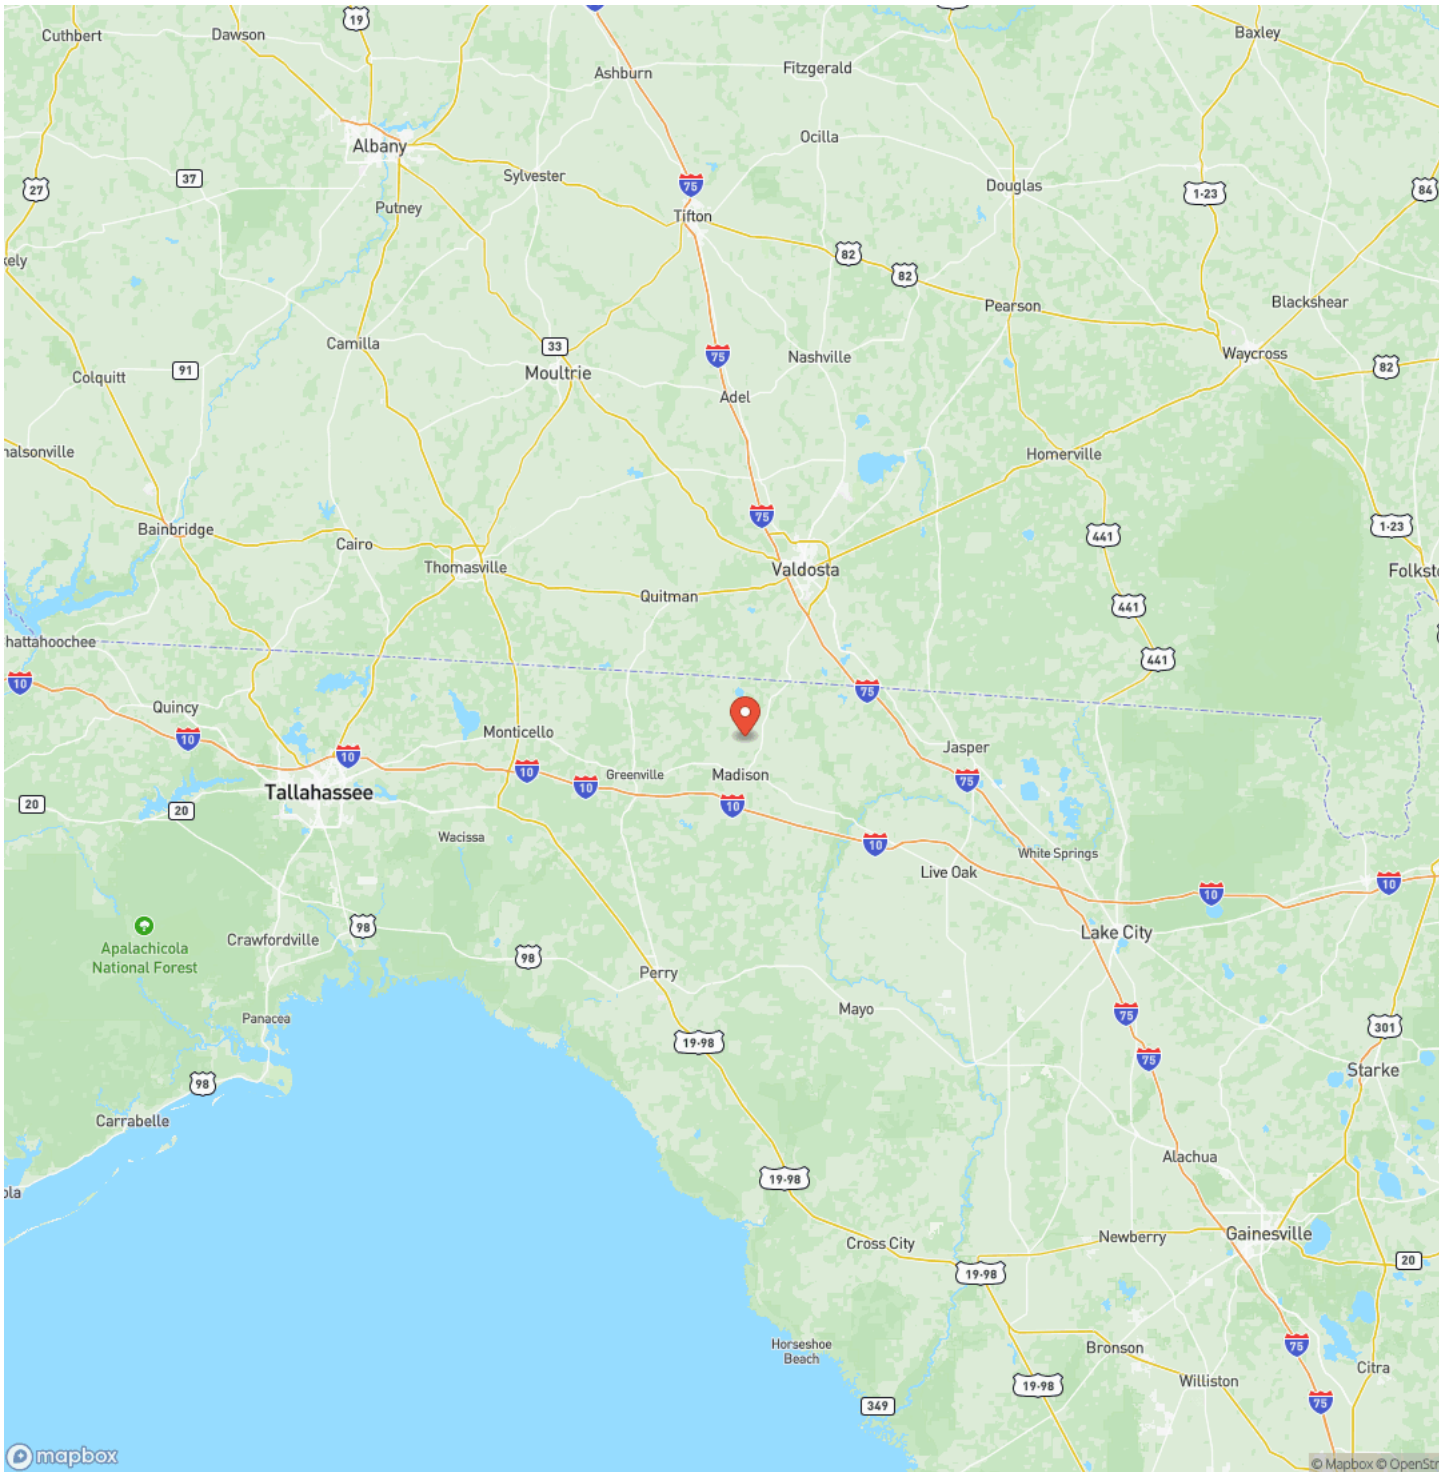 19
Cuthbert
Dawson
Baxley
Ashburn
Fitzgerald
Ocilla
Albany
Sylvester
37
27
75
Douglas
1-23
84
Putney
Tifton
82
82
Pearson
Blackshear
Camilla
33
75
Nashville
Waycross
82
91
Colquitt
Moultrie
Adel
Homerville
75
Bainbridge
Cairo
441
1-23
Thomasville
Valdosta
Quitman
441
441
10
75
Quincy
10
Monticello
10
Jasper
10
Greenville
Madison
75
10
Tallahassee
20
20
10
Wacissa
10
White Springs
Live Oak
10
10
98
Lake City
Apalachicola
National Forest
Crawfordville
98
Perry
Mayo
75
Panacea
301
19-98
75
Starke
98
Carrabelle
Alachua
19-98
Gainesville
Newberry
Cross City
20
19-98
Horseshoe
Beach
Bronson
75
Citra
Williston
19-98
349
75
mapbox
© Mapbox © OpenStr